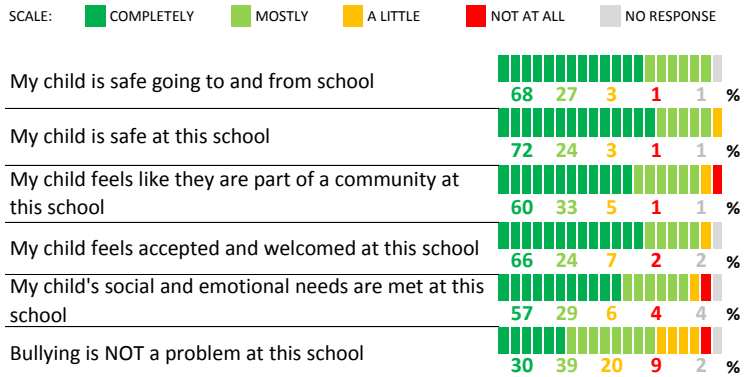 SCALE: COMPLETELY MOSTLY A LITTLE NOT AT ALL NO RESPONSE
My child is safe going to and from school
68 27 3 1 1 %
My child is safe at this school
72 24 3 1 1 %
My child feels like they are part of a community at
this school
60 33 5 1 1 %
My child feels accepted and welcomed at this school
66 24 7 2 2 %
My child's social and emotional needs are met at this
school
57 29 6 4 4 %
Bullying is NOT a problem at this school
30 39 20 9 2 %